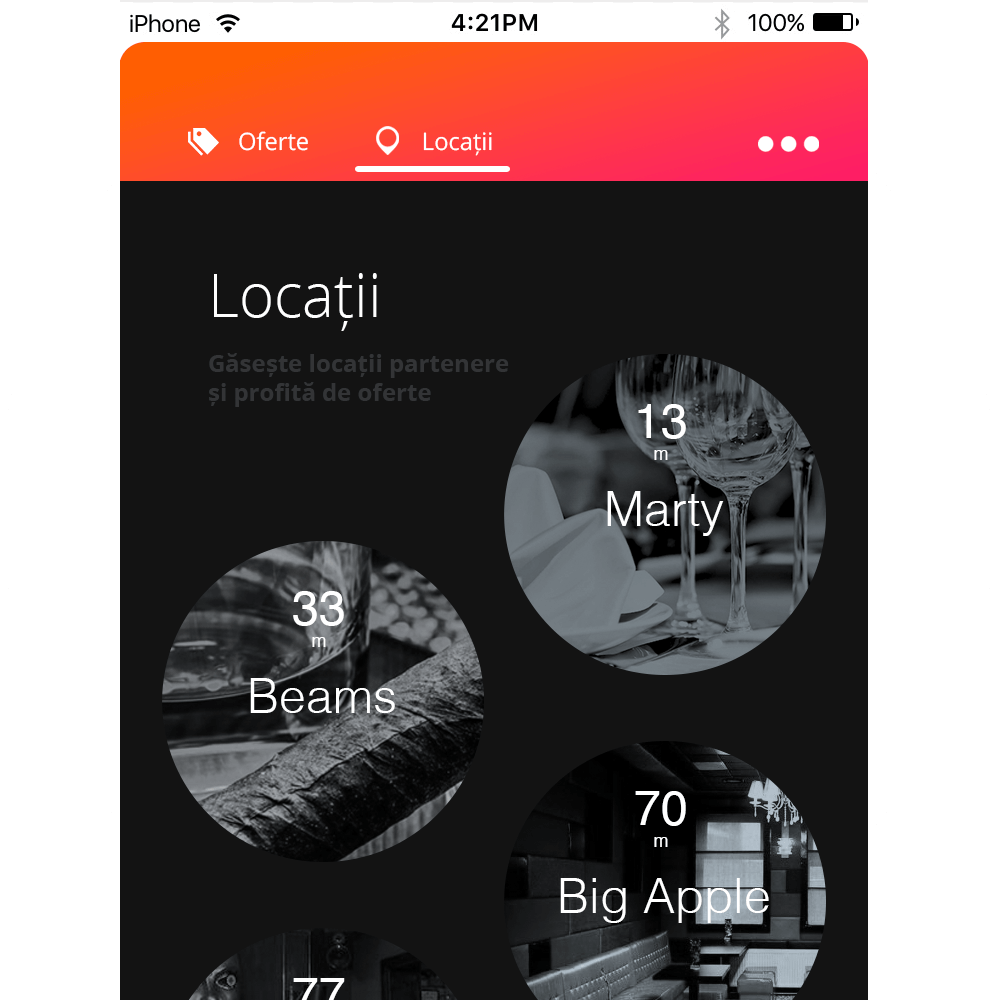 iPhone 4:21PM 100%
Oferte Locații
Locații
Găsește locații partenere
și profită de oferte
13
m
Marty
33
m
Beams
70
m
Big Apple
77